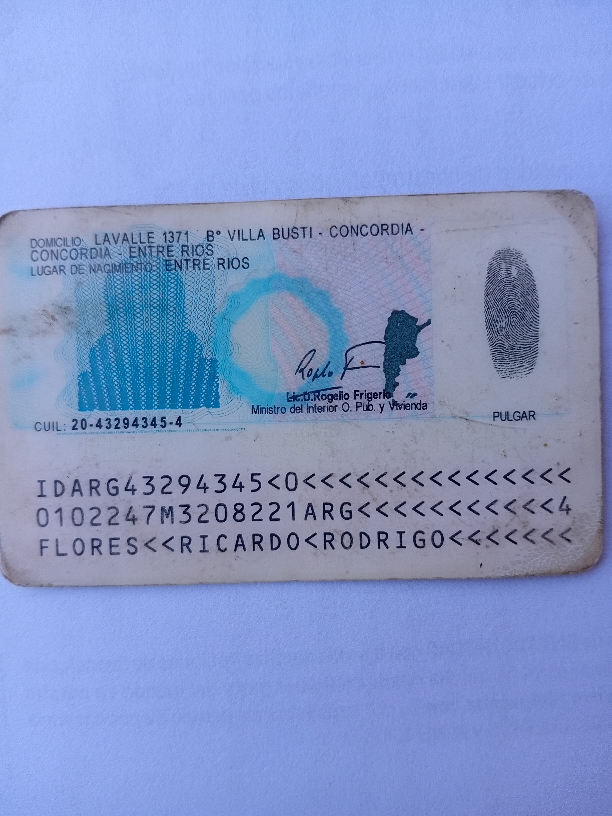 DOMICILIO: LAVALLE 1371 B° VILLA BUSTI - CONCORDIA -
CONCORDIA - ENTRE RIOS
LUGAR DE NACIMIENTO: ENTRE RIOS
Lic.D.Rogelio Frigerio
Ministro del Interior O. Púb. y Vivienda
PULGAR
CUIL: 20-43294345-4
IDARG43294345<0<<<<<<<<<<<<<<<
0102247M3208221ARG<<<<<<<<<<<4
FLORES<<RICARDO<RODRIGO<<<<<<<